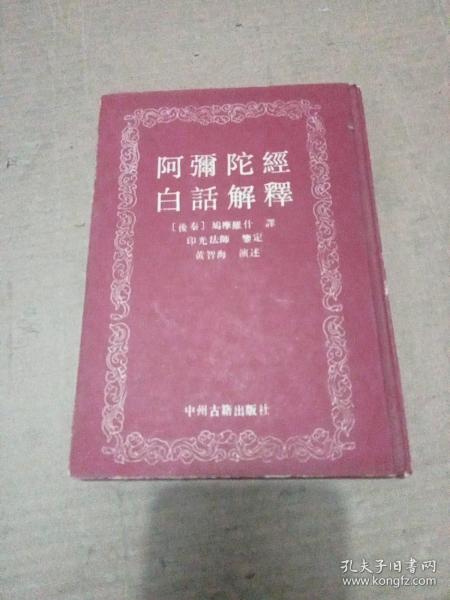 阿彌陀經
白話解釋
〔後秦〕鳩摩羅什 譯
印光法師 鑒定
黃智海 演述
中州古籍出版社
孔夫子旧书网
www.kongfz.com